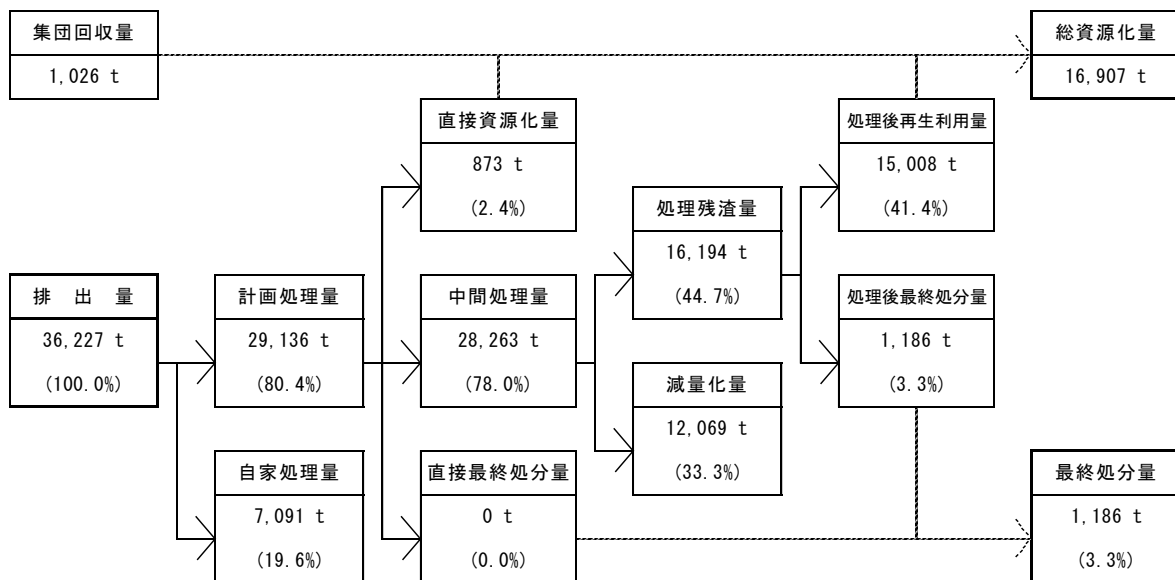 集団回収量
1,026 t
総資源化量
16,907 t
直接資源化量
873 t
(2.4%)
処理後再生利用量
15,008 t
(41.4%)
処理残渣量
16,194 t
(44.7%)
排 出 量
36,227 t
(100.0%)
計画処理量
29,136 t
(80.4%)
中間処理量
28,263 t
(78.0%)
処理後最終処分量
1,186 t
(3.3%)
減量化量
12,069 t
(33.3%)
自家処理量
7,091 t
(19.6%)
直接最終処分量
0 t
(0.0%)
最終処分量
1,186 t
(3.3%)